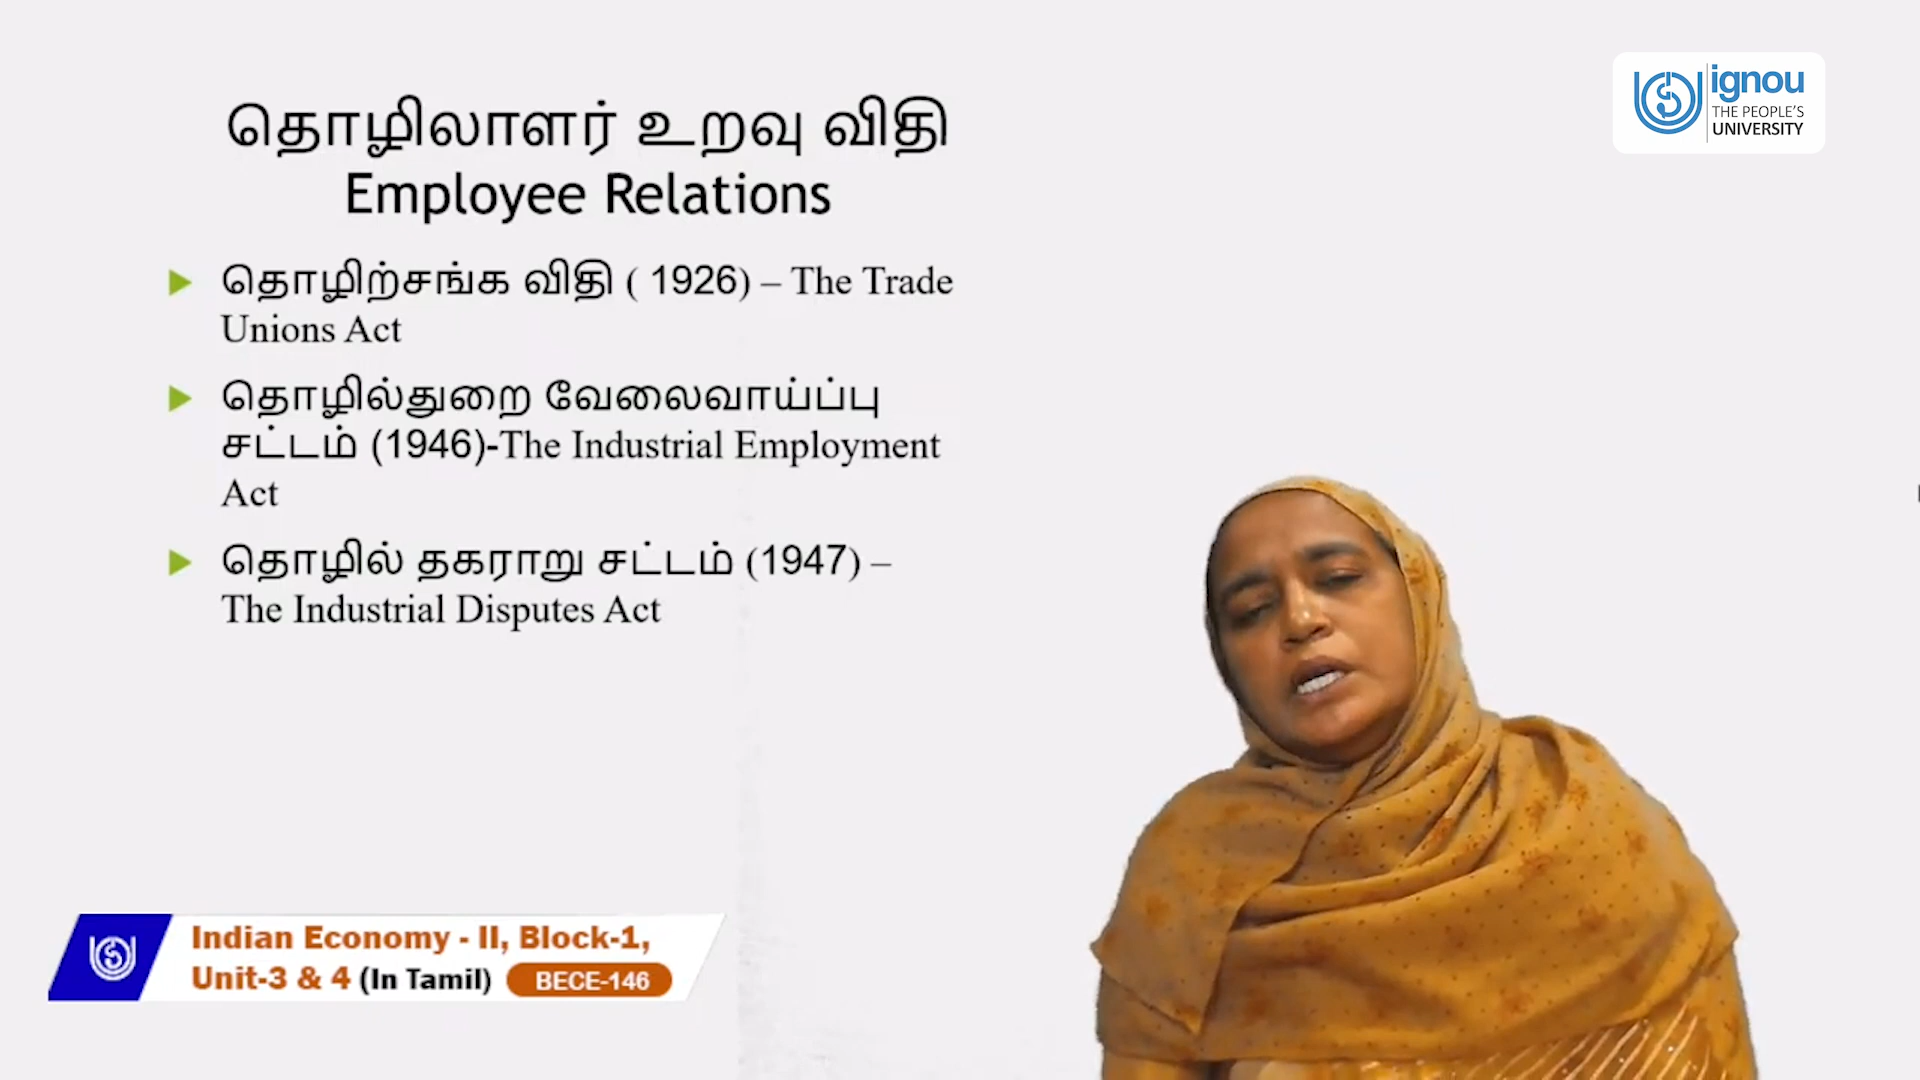 ignou
THE PEOPLE'S
UNIVERSITY
தொழிலாளர் உறவு விதி
Employee Relations
தொழிற்சங்க விதி ( 1926) – The Trade
Unions Act
தொழில்துறை வேலைவாய்ப்பு
சட்டம் (1946)-The Industrial Employment
Act
தொழில் தகராறு சட்டம் (1947) –
The Industrial Disputes Act
Indian Economy - II, Block-1,
Unit-3 & 4 (In Tamil) BECE-146